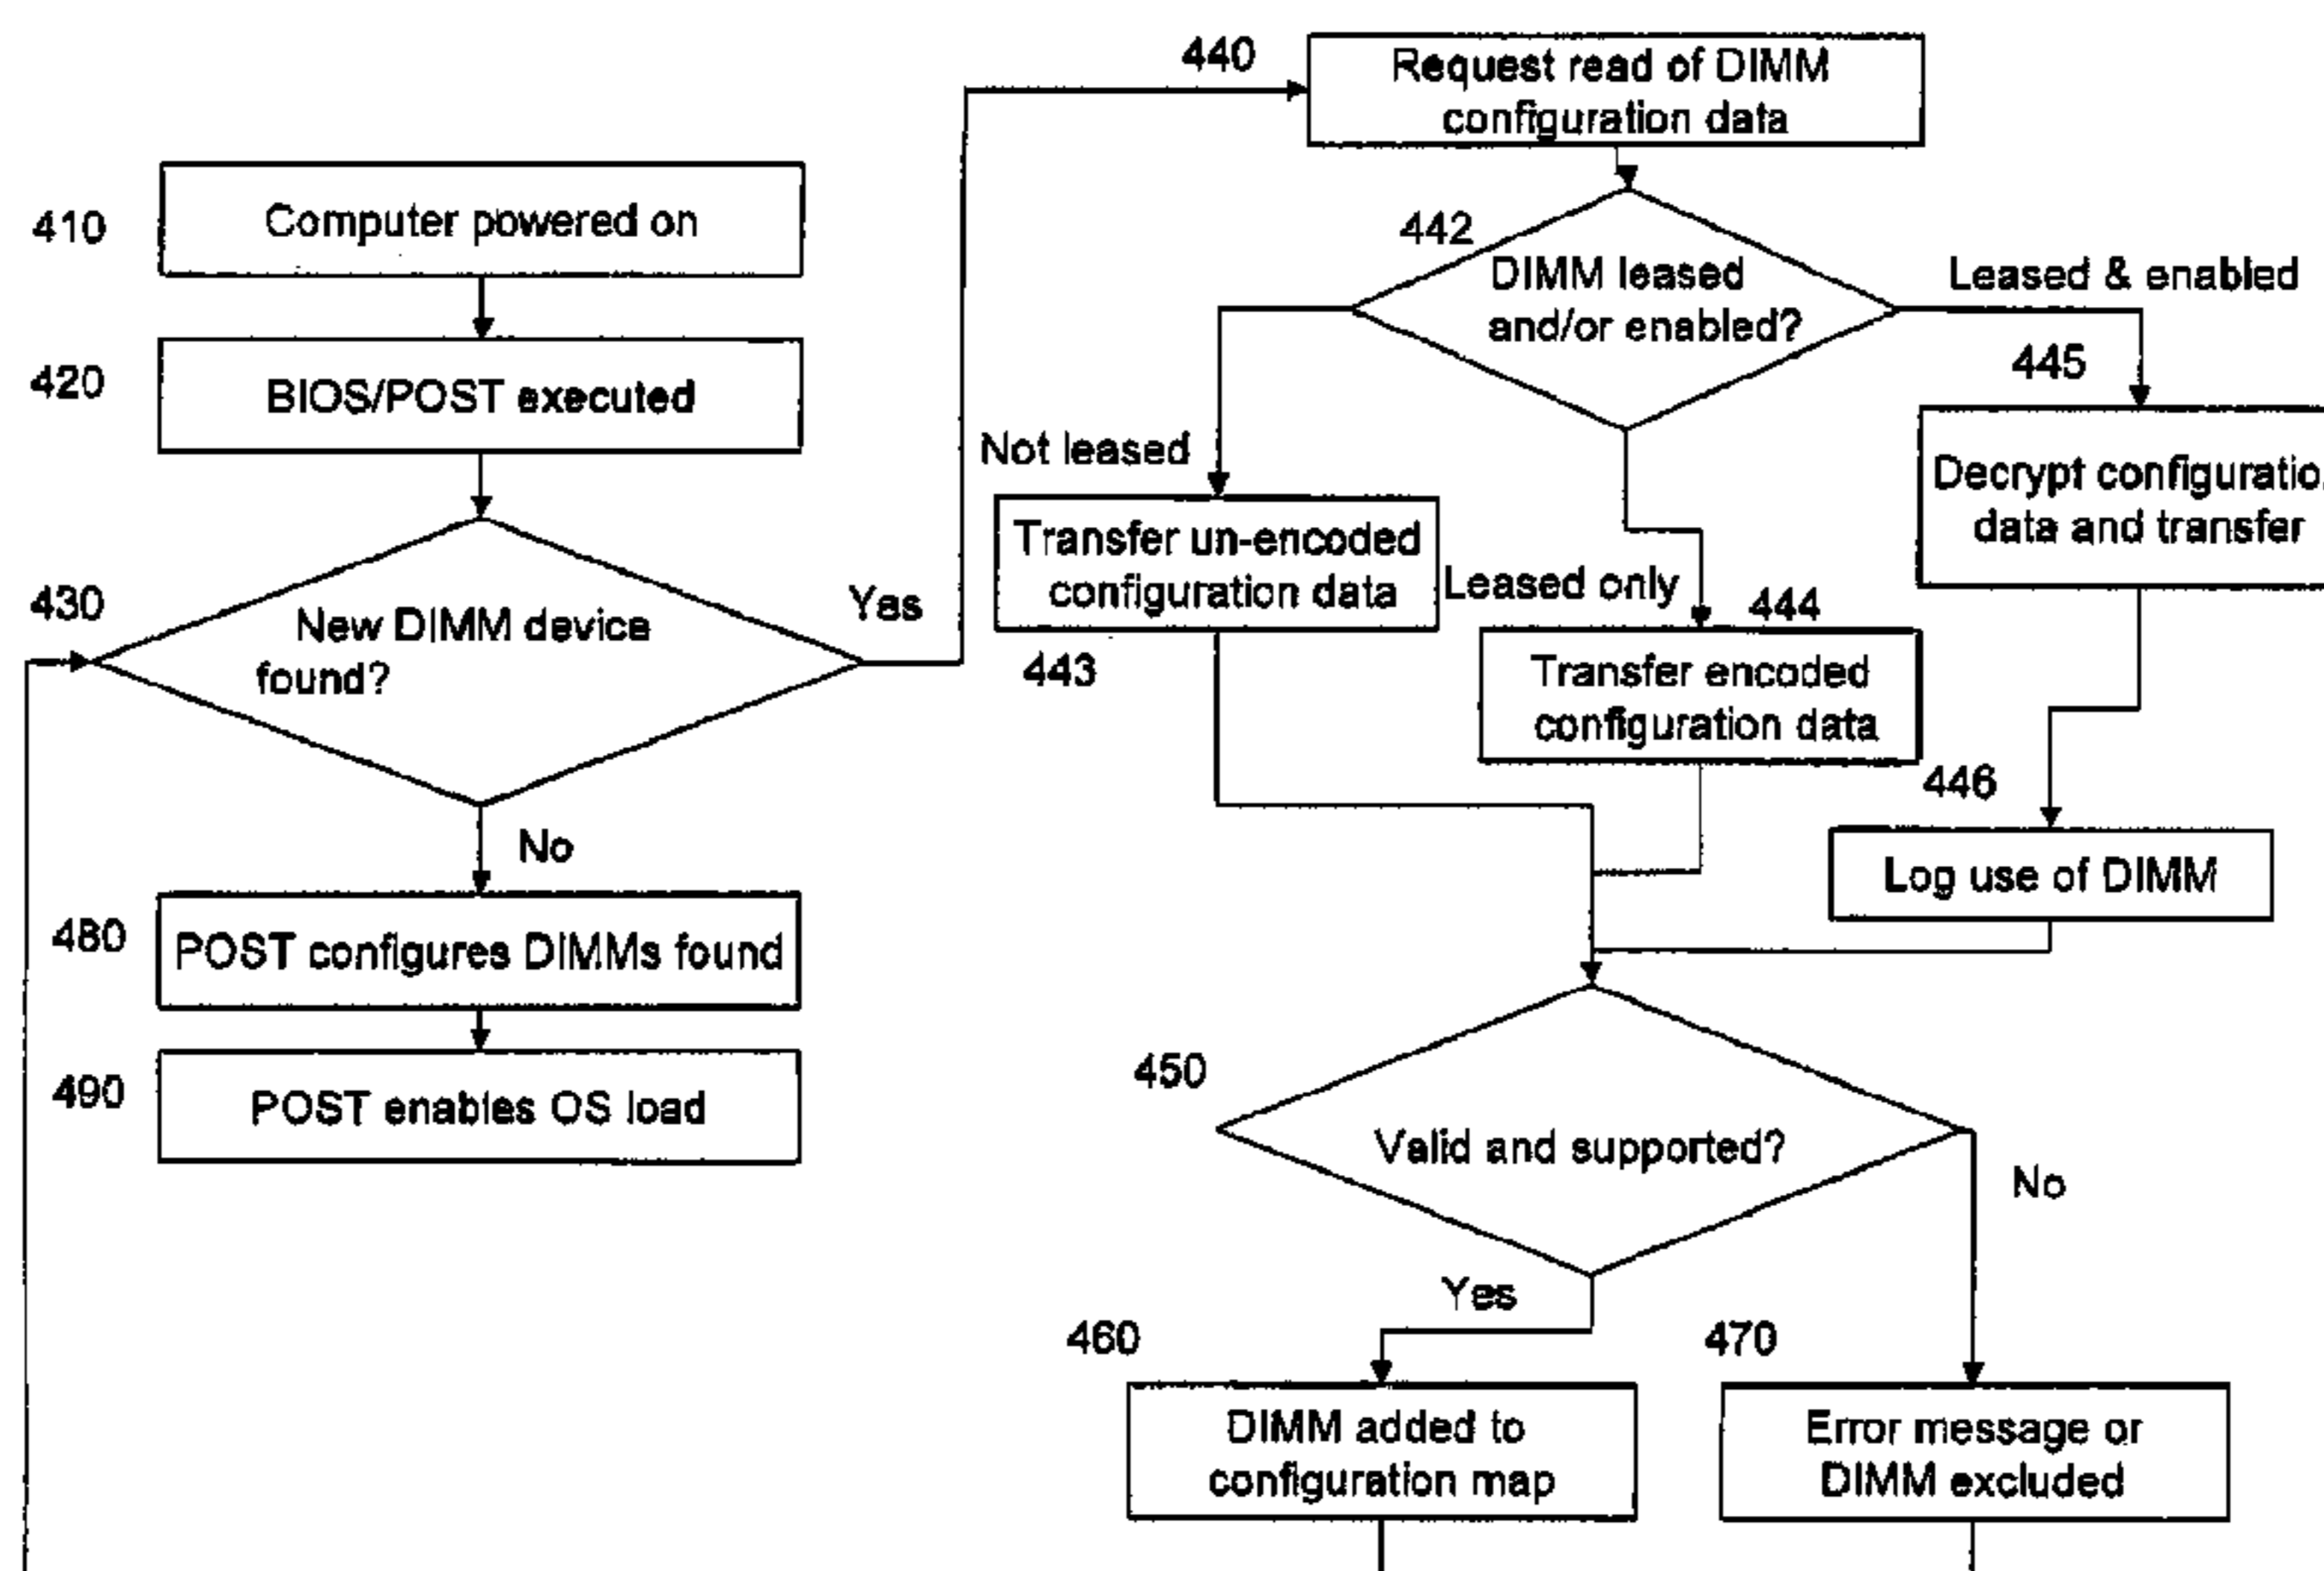 410
Computer powered on
420
BIOS/POST executed
430
New DIMM device
found?
Yes
No
480
POST configures DIMMs found
490
POST enables OS load
440
Request read of DIMM
configuration data
442
DIMM leased
and/or enabled?
Leased & enabled
445
Decrypt
data and transfer
Not leased
Transfer un-encoded
configuration data
443
Leased only
444
Transfer encoded
configuration data
446
Log use of DIMM
450
Valid and supported?
No
Yes
460
DIMM added to
configuration map
470
Error message or
DIMM excluded